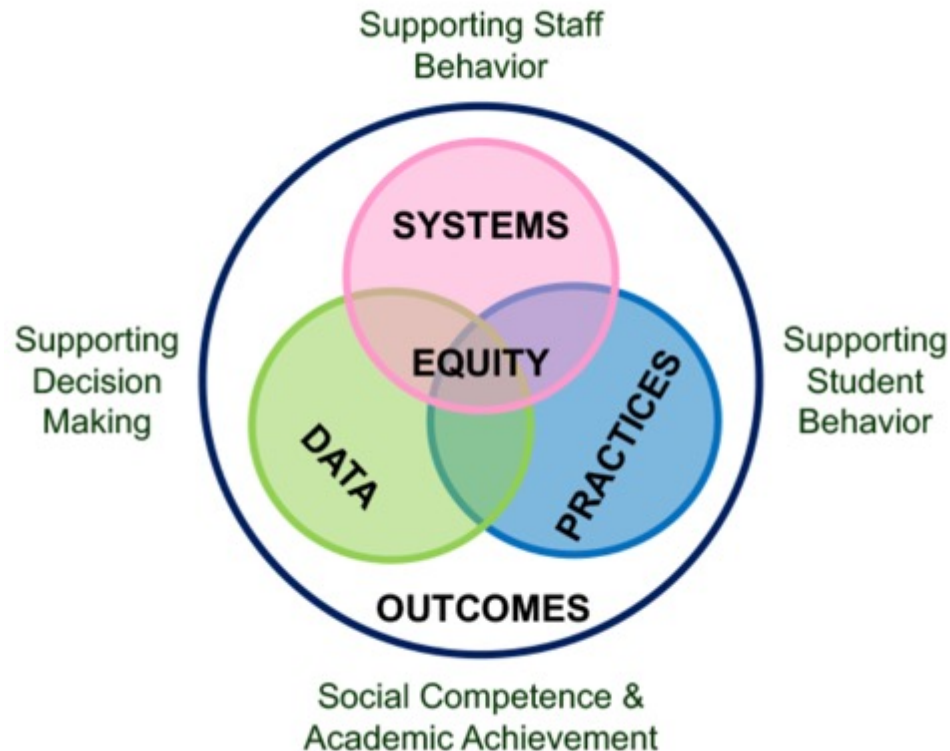 Supporting Staff
Behavior
SYSTEMS
Supporting
Decision
Making
EQUITY
Supporting
Student
Behavior
DATA
PRACTICES
OUTCOMES
Social Competence &
Academic Achievement